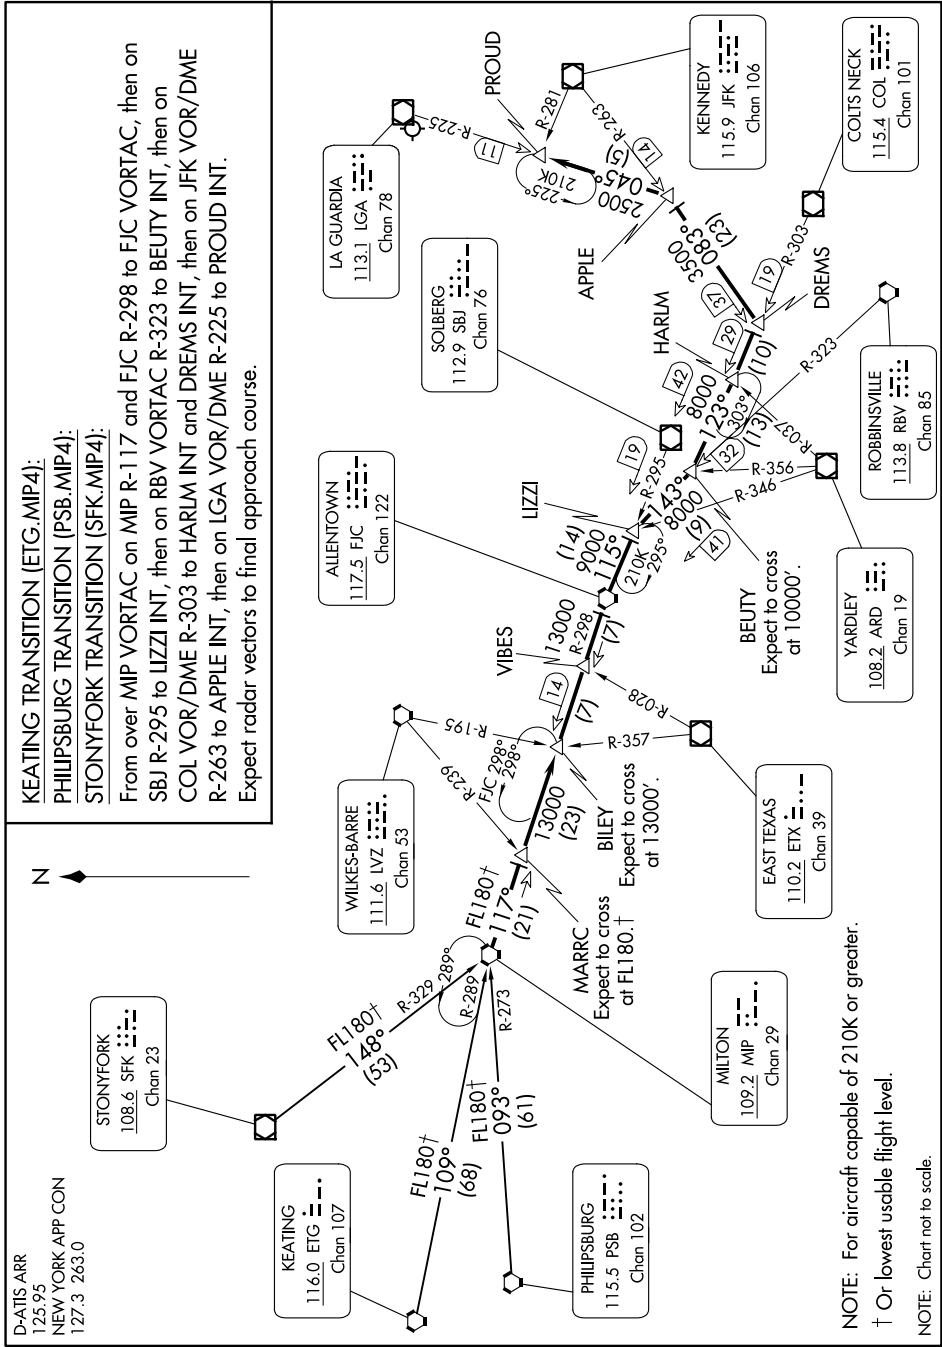 D-ATIS ARR
125.95
NEW YORK APP CON
127.3 263.0
KEATING TRANSITION (ETG.MIP4):
PHILIPSBURG TRANSITION (PSB.MIP4):
STONYFORK TRANSITION (SFK.MIP4):
From over MIP VORTAC on MIP R-117 and FJC R-298 to FJC VORTAC, then on
SBJ R-295 to LIZZI INT, then on RBV VORTAC R-323 to BEUTY INT, then on
COL VOR/DME R-303 to HARLM INT and DREMS INT, then on JFK VOR/DME
R-263 to APPLE INT, then on LGA VOR/DME R-225 to PROUD INT.
Expect radar vectors to final approach course.
N
STONYFORK
108.6 SFK
Chan 23
KEATING
116.0 ETG
Chan 107
PHILIPSBURG
115.5 PSB
Chan 102
MILTON
109.2 MIP
Chan 29
WILKES-BARRE
111.6 LVZ
Chan 53
EAST TEXAS
110.2 ETX
Chan 39
ALLENTOWN
117.5 FJC
Chan 122
YARDLEY
108.2 ARD
Chan 19
SOLBERG
112.9 SBJ
Chan 76
ROBBINSVILLE
113.8 RBV
Chan 85
LA GUARDIA
113.1 LGA
Chan 78
KENNEDY
115.9 JFK
Chan 106
COLTS NECK
115.4 COL
Chan 101
FL180†
148°
(53)
R-329
FL180†
109°
(68)
R-289
289°
FL180†
093°
(61)
R-273
FL180†
117°
(21)
MARRC
Expect to cross
at FL180.†
R-239
R-195
13000
(23)
FJC 298°
298°
BILEY
Expect to cross
at 13000'.
R-357
R-028
14
(7)
VIBES
13000
R-298
(7)
(14)
9000
115°
LIZZI
210K
295°
R-295
19
143°
8000
(9)
41
BEUTY
Expect to cross
at 10000'.
R-346
R-356
R-037
R-323
32
42
8000
123°
(13)
303°
HARLM
29
(10)
DREMS
19
R-303
37
3500
083°
(23)
APPLE
14
R-263
2500
045°
(5)
210K
225°
PROUD
11
R-225
R-281
NOTE: For aircraft capable of 210K or greater.
† Or lowest usable flight level.
NOTE: Chart not to scale.